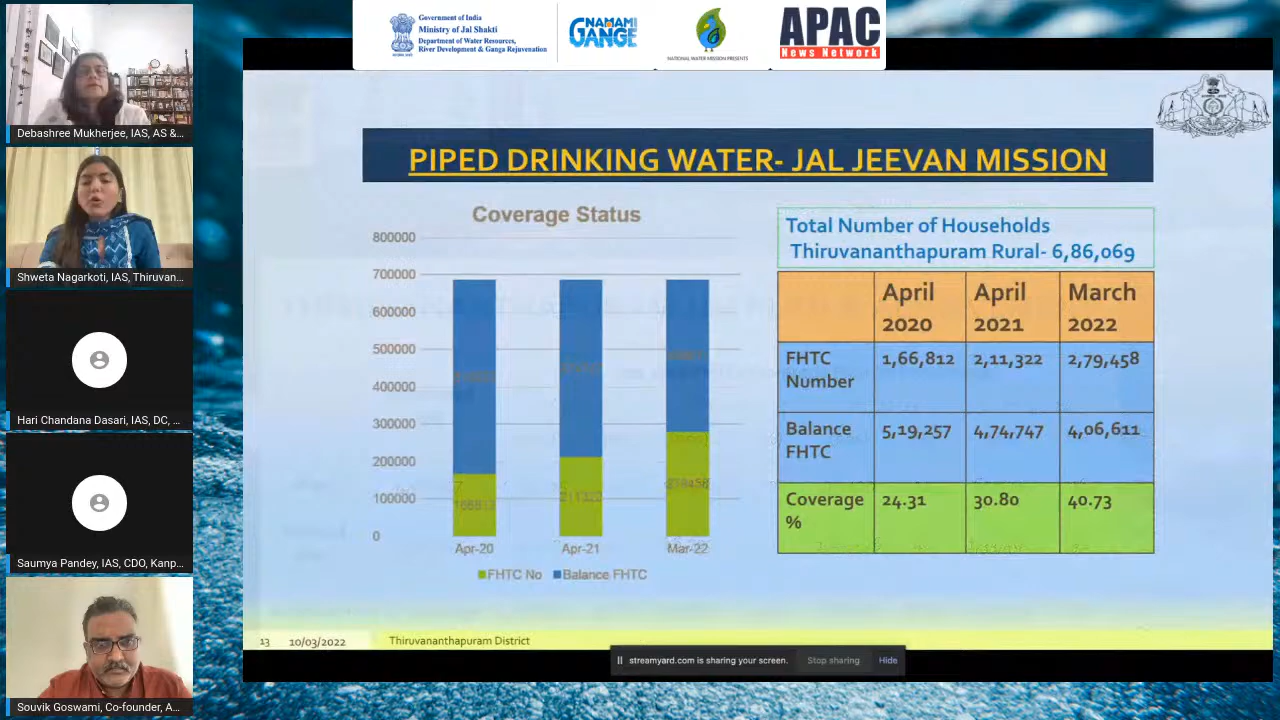 Government of India
Ministry of Jal Shakti
Department of Water Resources,
River Development & Ganga Rejuvenation
NAMAMI
GANGE
NATIONAL WATER MISSION PRESENTS
APAC
News Network
Debashree Mukherjee, IAS, AS &...
Shweta Nagarkoti, IAS, Thiruvan...
Hari Chandana Dasari, IAS, DC, ...
Saumya Pandey, IAS, CDO, Kanp...
Souvik Goswami, Co-founder, A...
PIPED DRINKING WATER- JAL JEEVAN MISSION
Coverage Status
800000
700000
600000
500000
400000
300000
200000
100000
0
166812
211322
279458
Apr-20 Apr-21 Mar-22
FHTC No Balance FHTC
Total Number of Households
Thiruvananthapuram Rural- 6,86,069
April 2020 April 2021 March 2022
FHTC Number 1,66,812 2,11,322 2,79,458
Balance FHTC 5,19,257 4,74,747 4,06,611
Coverage % 24.31 30.80 40.73
13 10/03/2022 Thiruvananthapuram District
streamyard.com is sharing your screen. Stop sharing Hide